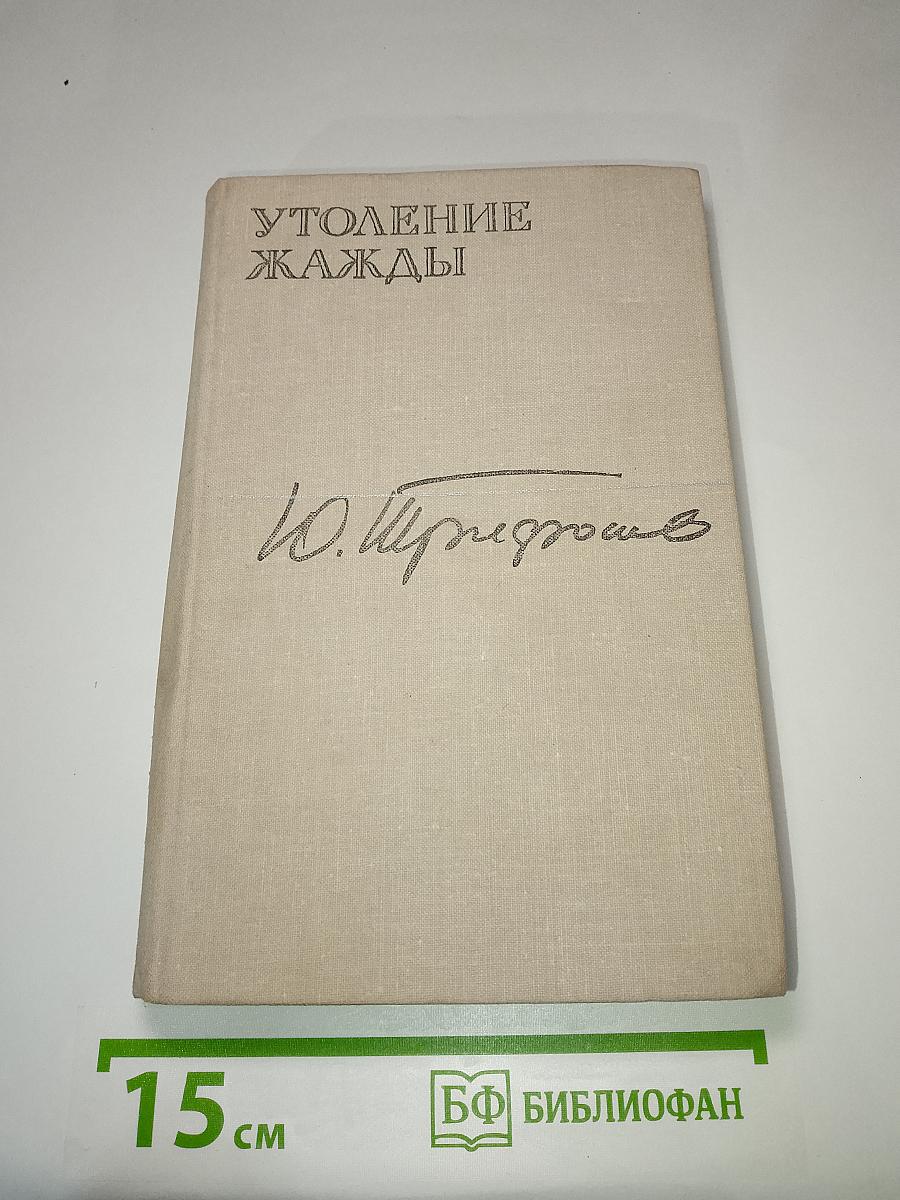 УТОЛЕНИЕ
ЖАЖДЫ
Ю. Трифонов
15 см
БФ БИБЛИОФАН